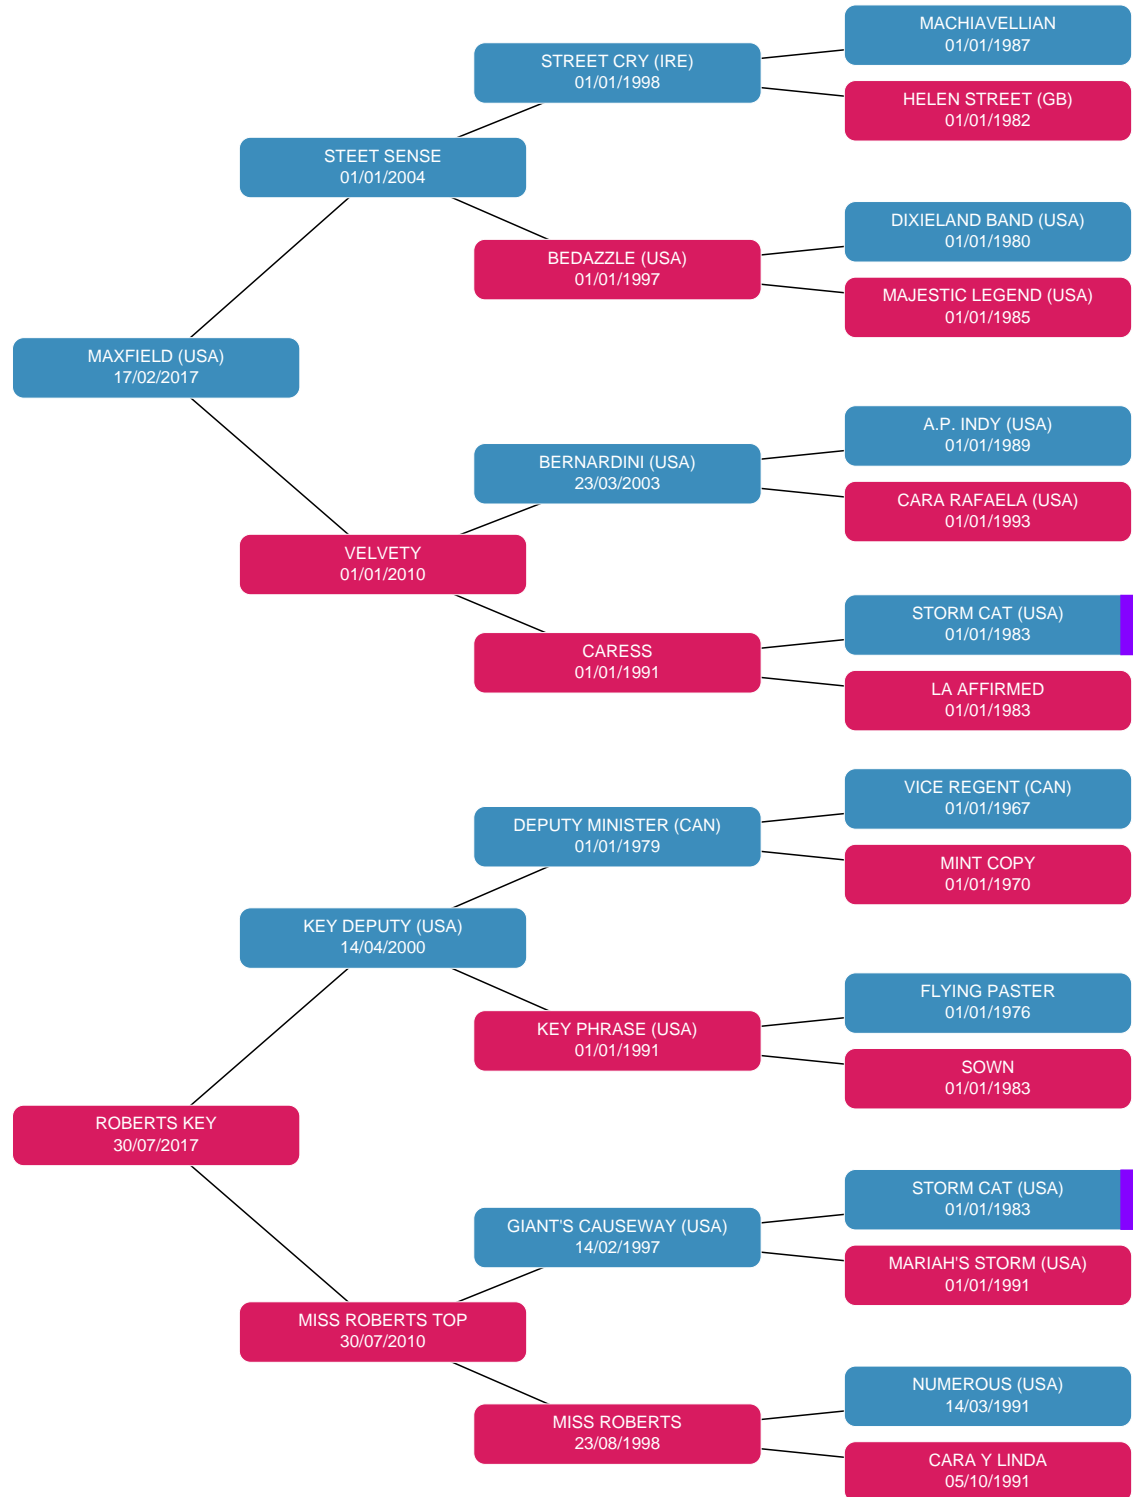 MACHIAVELLIAN
01/01/1987
STREET CRY (IRE)
01/01/1998
HELEN STREET (GB)
01/01/1982
STEET SENSE
01/01/2004
DIXIELAND BAND (USA)
01/01/1980
BEDAZZLE (USA)
01/01/1997
MAJESTIC LEGEND (USA)
01/01/1985
MAXFIELD (USA)
17/02/2017
A.P. INDY (USA)
01/01/1989
BERNARDINI (USA)
23/03/2003
CARA RAFAELA (USA)
01/01/1993
VELVETY
01/01/2010
STORM CAT (USA)
01/01/1983
CARESS
01/01/1991
LA AFFIRMED
01/01/1983
VICE REGENT (CAN)
01/01/1967
DEPUTY MINISTER (CAN)
01/01/1979
MINT COPY
01/01/1970
KEY DEPUTY (USA)
14/04/2000
FLYING PASTER
01/01/1976
KEY PHRASE (USA)
01/01/1991
SOWN
01/01/1983
ROBERTS KEY
30/07/2017
STORM CAT (USA)
01/01/1983
GIANT'S CAUSEWAY (USA)
14/02/1997
MARIAH'S STORM (USA)
01/01/1991
MISS ROBERTS TOP
30/07/2010
NUMEROUS (USA)
14/03/1991
MISS ROBERTS
23/08/1998
CARA Y LINDA
05/10/1991